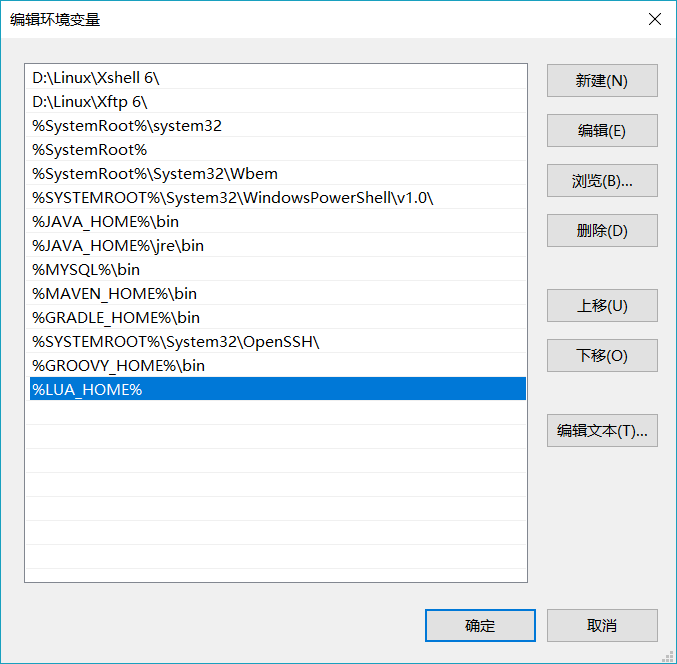 编辑环境变量
D:\Linux\Xshell 6\
D:\Linux\Xftp 6\
%SystemRoot%\system32
%SystemRoot%
%SystemRoot%\System32\Wbem
%SYSTEMROOT%\System32\WindowsPowerShell\v1.0\
%JAVA_HOME%\bin
%JAVA_HOME%\jre\bin
%MYSQL%\bin
%MAVEN_HOME%\bin
%GRADLE_HOME%\bin
%SYSTEMROOT%\System32\OpenSSH\
%GROOVY_HOME%\bin
%LUA_HOME%
新建(N)
编辑(E)
浏览(B)...
删除(D)
上移(U)
下移(O)
编辑文本(T)...
确定
取消